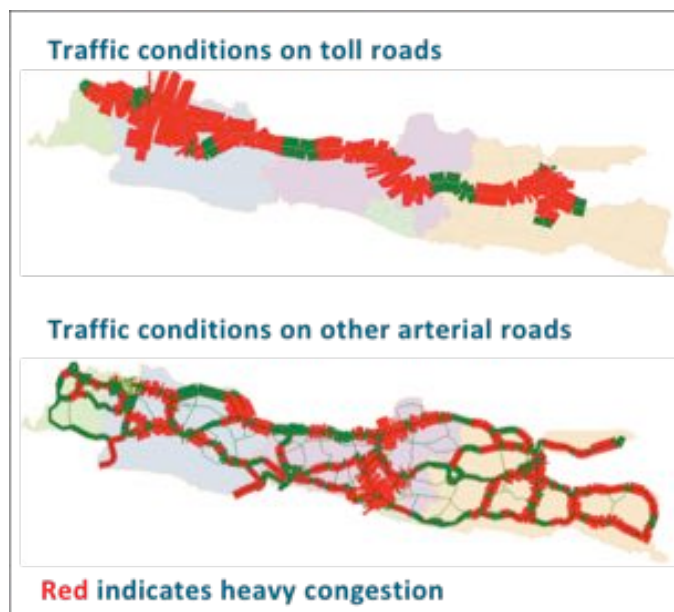 Traffic conditions on toll roads
Traffic conditions on other arterial roads
Red indicates heavy congestion